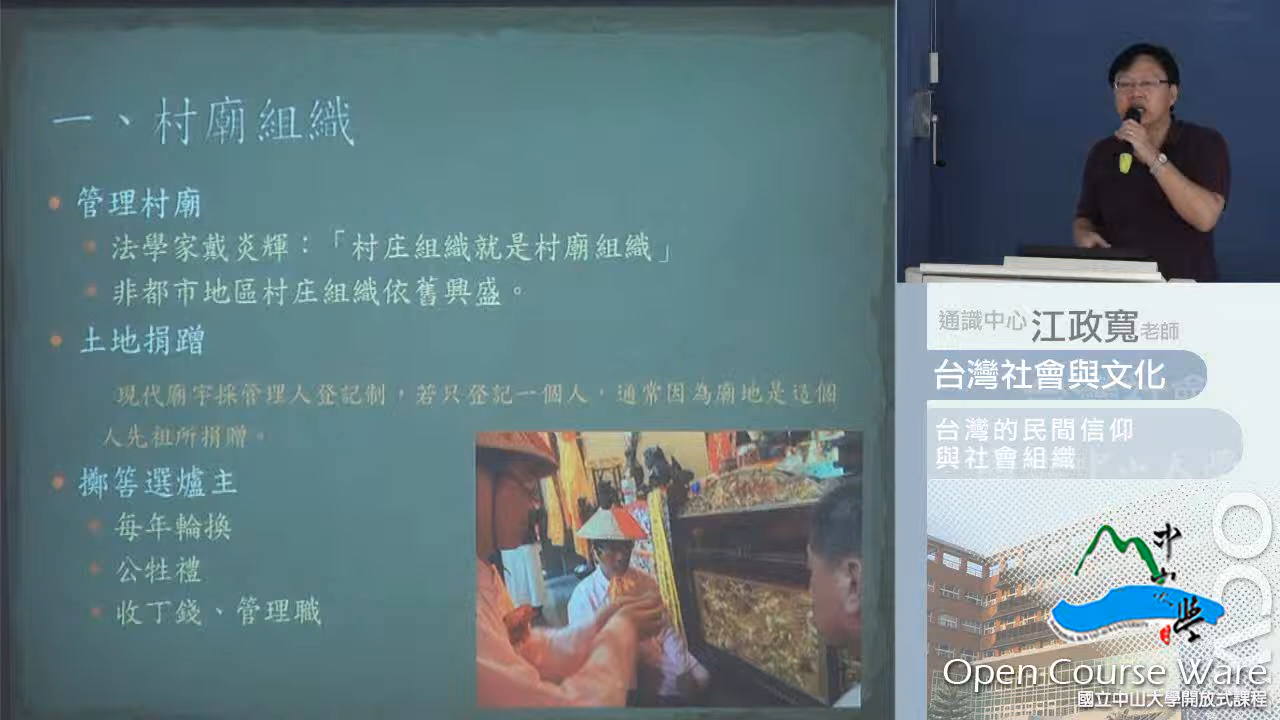 一、村廟組織
管理村廟
法學家戴炎輝：「村庄組織就是村廟組織」
非都市地區村庄組織依舊興盛。
土地捐贈
現代廟宇採管理人登記制，若只登記一個人，通常因為廟地是這個
人先祖所捐贈。
擲筶選爐主
每年輪換
公牲禮
收丁錢、管理職
通識中心江政寬老師
台灣社會與文化
台灣的民間信仰
與社會組織
中山大學
Open Course Ware
國立中山大學開放式課程